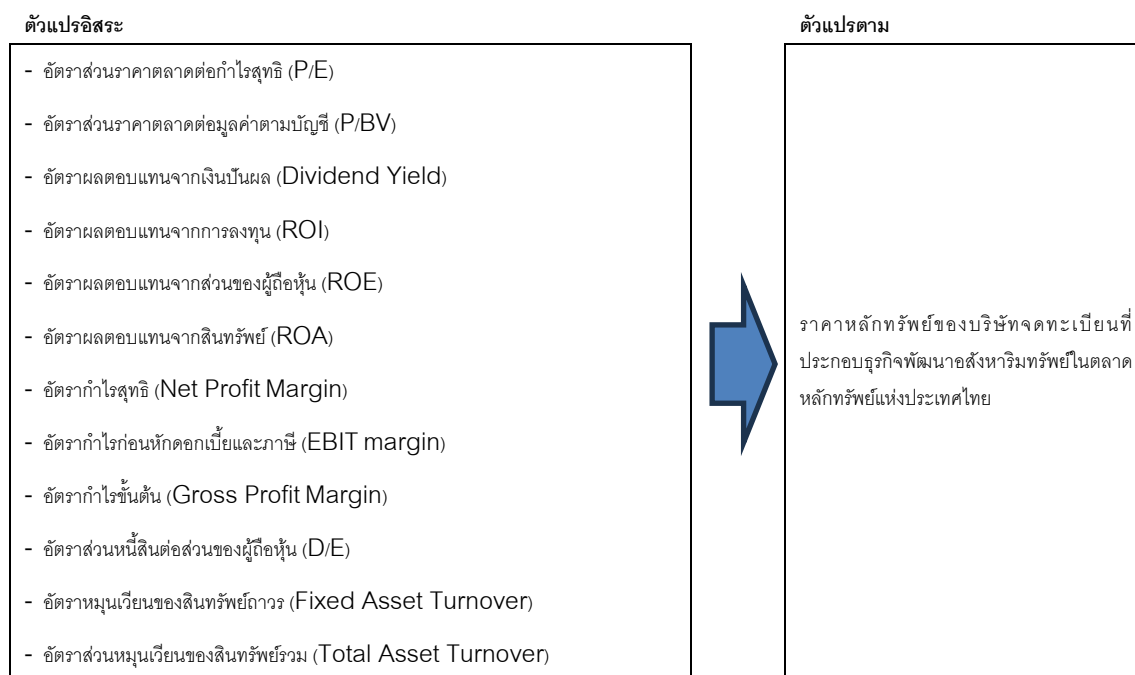 ตัวแปรอิสระ
- อัตราส่วนราคาตลาดต่อกำไรสุทธิ (P/E)
- อัตราส่วนราคาตลาดต่อมูลค่าตามบัญชี (P/BV)
- อัตราผลตอบแทนจากเงินปันผล (Dividend Yield)
- อัตราผลตอบแทนจากการลงทุน (ROI)
- อัตราผลตอบแทนจากส่วนของผู้ถือหุ้น (ROE)
- อัตราผลตอบแทนจากสินทรัพย์ (ROA)
- อัตรากำไรสุทธิ (Net Profit Margin)
- อัตรากำไรก่อนหักดอกเบี้ยและภาษี (EBIT margin)
- อัตรากำไรขั้นต้น (Gross Profit Margin)
- อัตราส่วนหนี้สินต่อส่วนของผู้ถือหุ้น (D/E)
- อัตราหมุนเวียนของสินทรัพย์ถาวร (Fixed Asset Turnover)
- อัตราส่วนหมุนเวียนของสินทรัพย์รวม (Total Asset Turnover)
ตัวแปรตาม
ราคาหลักทรัพย์ของบริษัทจดทะเบียนที่
ประกอบธุรกิจพัฒนาอสังหาริมทรัพย์ในตลาด
หลักทรัพย์แห่งประเทศไทย